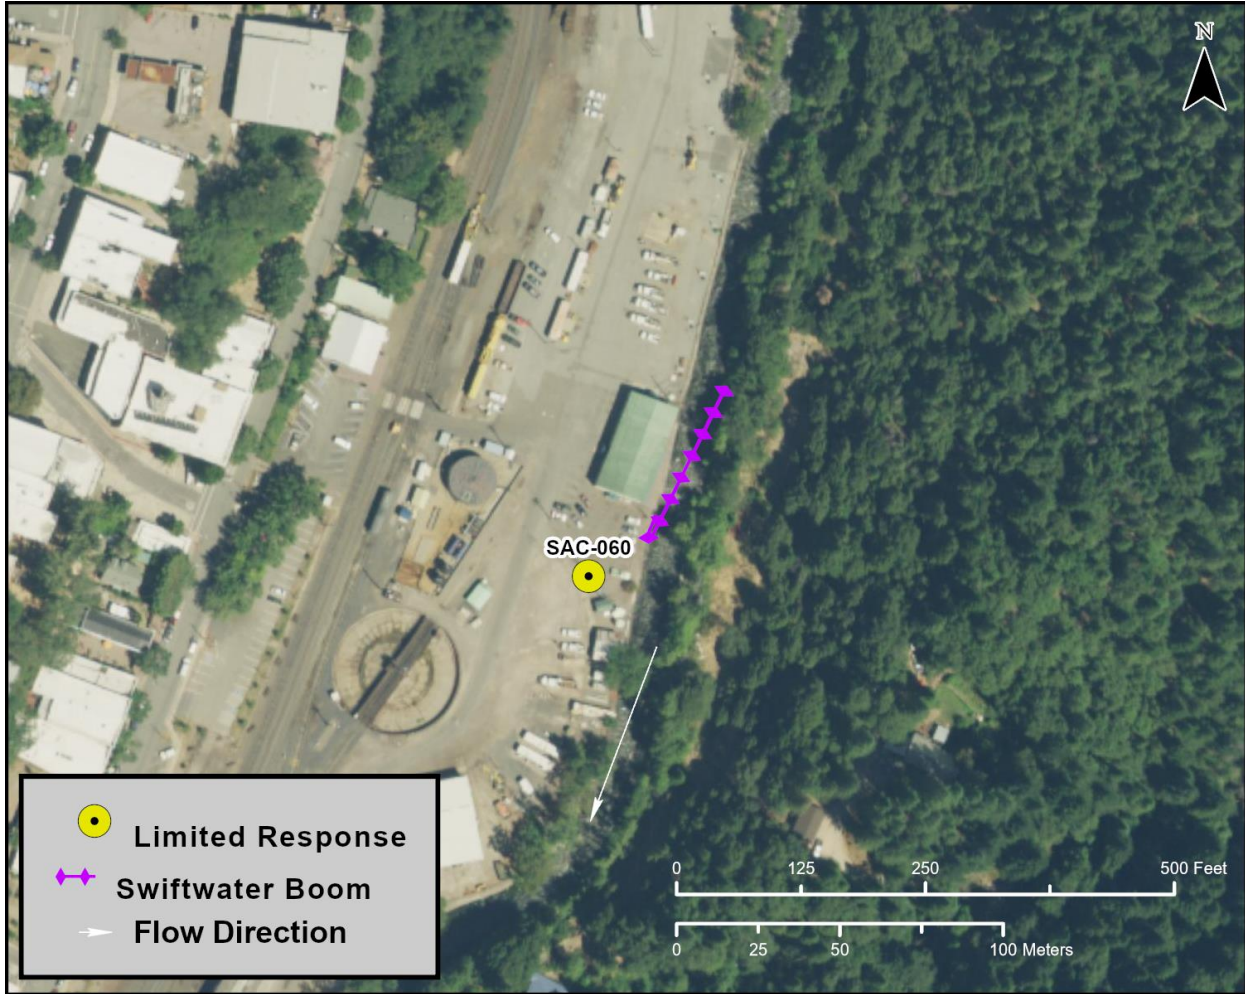 N
SAC-060
Limited Response
Swiftwater Boom
Flow Direction
0 125 250 500 Feet
0 25 50 100 Meters